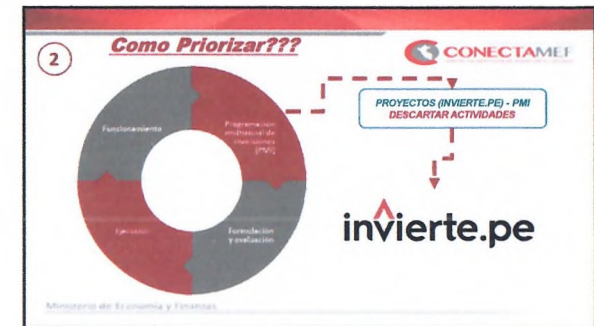 2
Como Priorizar???
CONECTAMEF
PROYECTOS (INVIERTE.PE) - PMI
DESCARTAR ACTIVIDADES
Funcionamiento
Programación
multianual de
inversiones
(PMI)
Ejecución
Formulación
y evaluación
invierte.pe
Ministerio de Economía y Finanzas